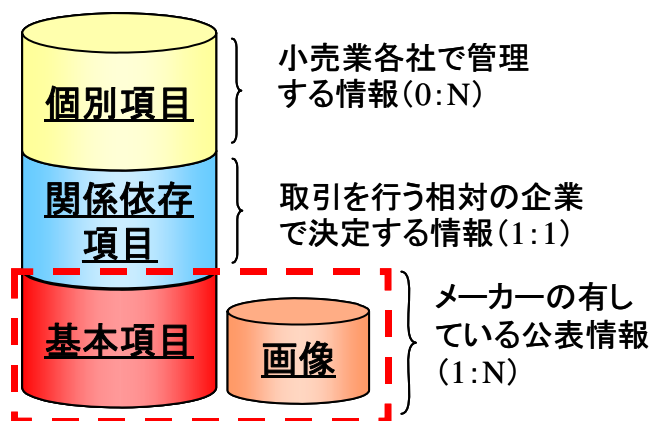 個別項目
小売業各社で管理
する情報(0:N)
関係依存
項目
取引を行う相対の企業
で決定する情報(1:1)
基本項目
画像
メーカーの有し
ている公表情報
(1:N)